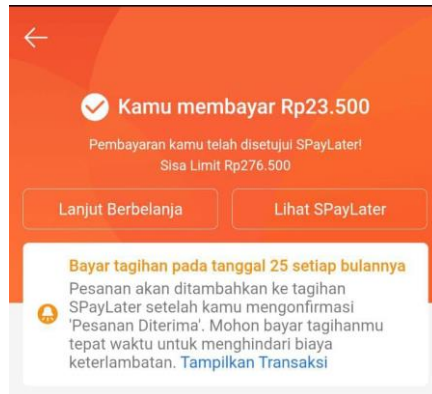 Kamu membayar Rp23.500
Pembayaran kamu telah disetujui SPayLater!
Sisa Limit Rp276.500
Lanjut Berbelanja
Lihat SPayLater
Bayar tagihan pada tanggal 25 setiap bulannya
Pesanan akan ditambahkan ke tagihan
SPayLater setelah kamu mengonfirmasi
'Pesanan Diterima'. Mohon bayar tagihanmu
tepat waktu untuk menghindari biaya
keterlambatan. Tampilkan Transaksi